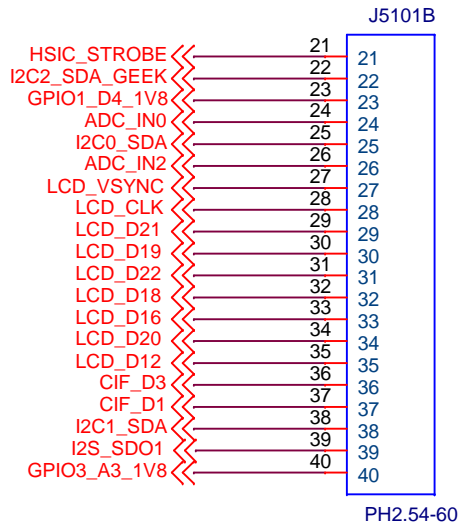 J5101B
HSIC_STROBE 21 21
I2C2_SDA_GEEK 22 22
GPIO1_D4_1V8 23 23
ADC_IN0 24 24
I2C0_SDA 25 25
ADC_IN2 26 26
LCD_VSYNC 27 27
LCD_CLK 28 28
LCD_D21 29 29
LCD_D19 30 30
LCD_D22 31 31
LCD_D18 32 32
LCD_D16 33 33
LCD_D20 34 34
LCD_D12 35 35
CIF_D3 36 36
CIF_D1 37 37
I2C1_SDA 38 38
I2S_SDO1 39 39
GPIO3_A3_1V8 40 40
PH2.54-60